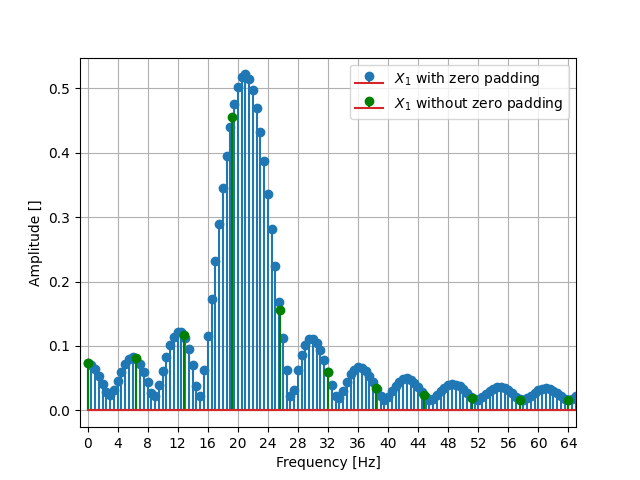 X₁ with zero padding
X₁ without zero padding
0.5
0.4
0.3
0.2
0.1
0.0
Amplitude []
0 4 8 12 16 20 24 28 32 36 40 44 48 52 56 60 64
Frequency [Hz]